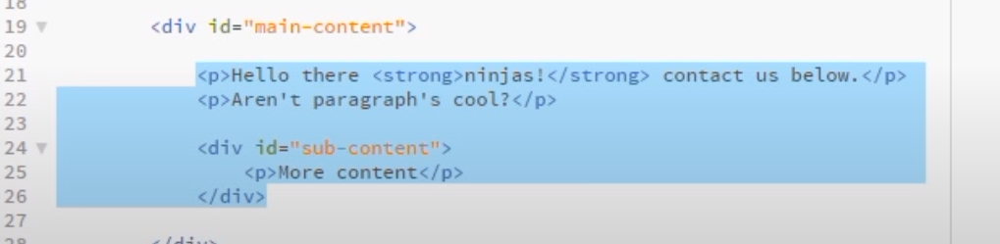 18
19 <div id="main-content">
20
21 <p>Hello there <strong>ninjas!</strong> contact us below.</p>
22 <p>Aren't paragraph's cool?</p>
23
24 <div id="sub-content">
25 <p>More content</p>
26 </div>
27
28 </div>